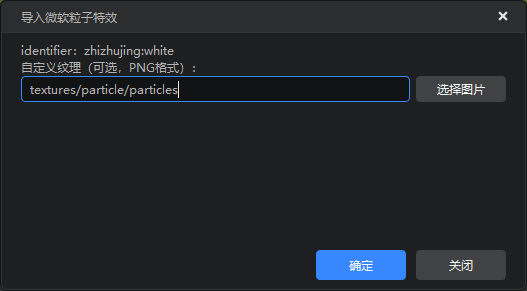 导入微软粒子特效
identifier：zhizhujing:white
自定义纹理（可选，PNG格式）：
textures/particle/particles
选择图片
确定
关闭